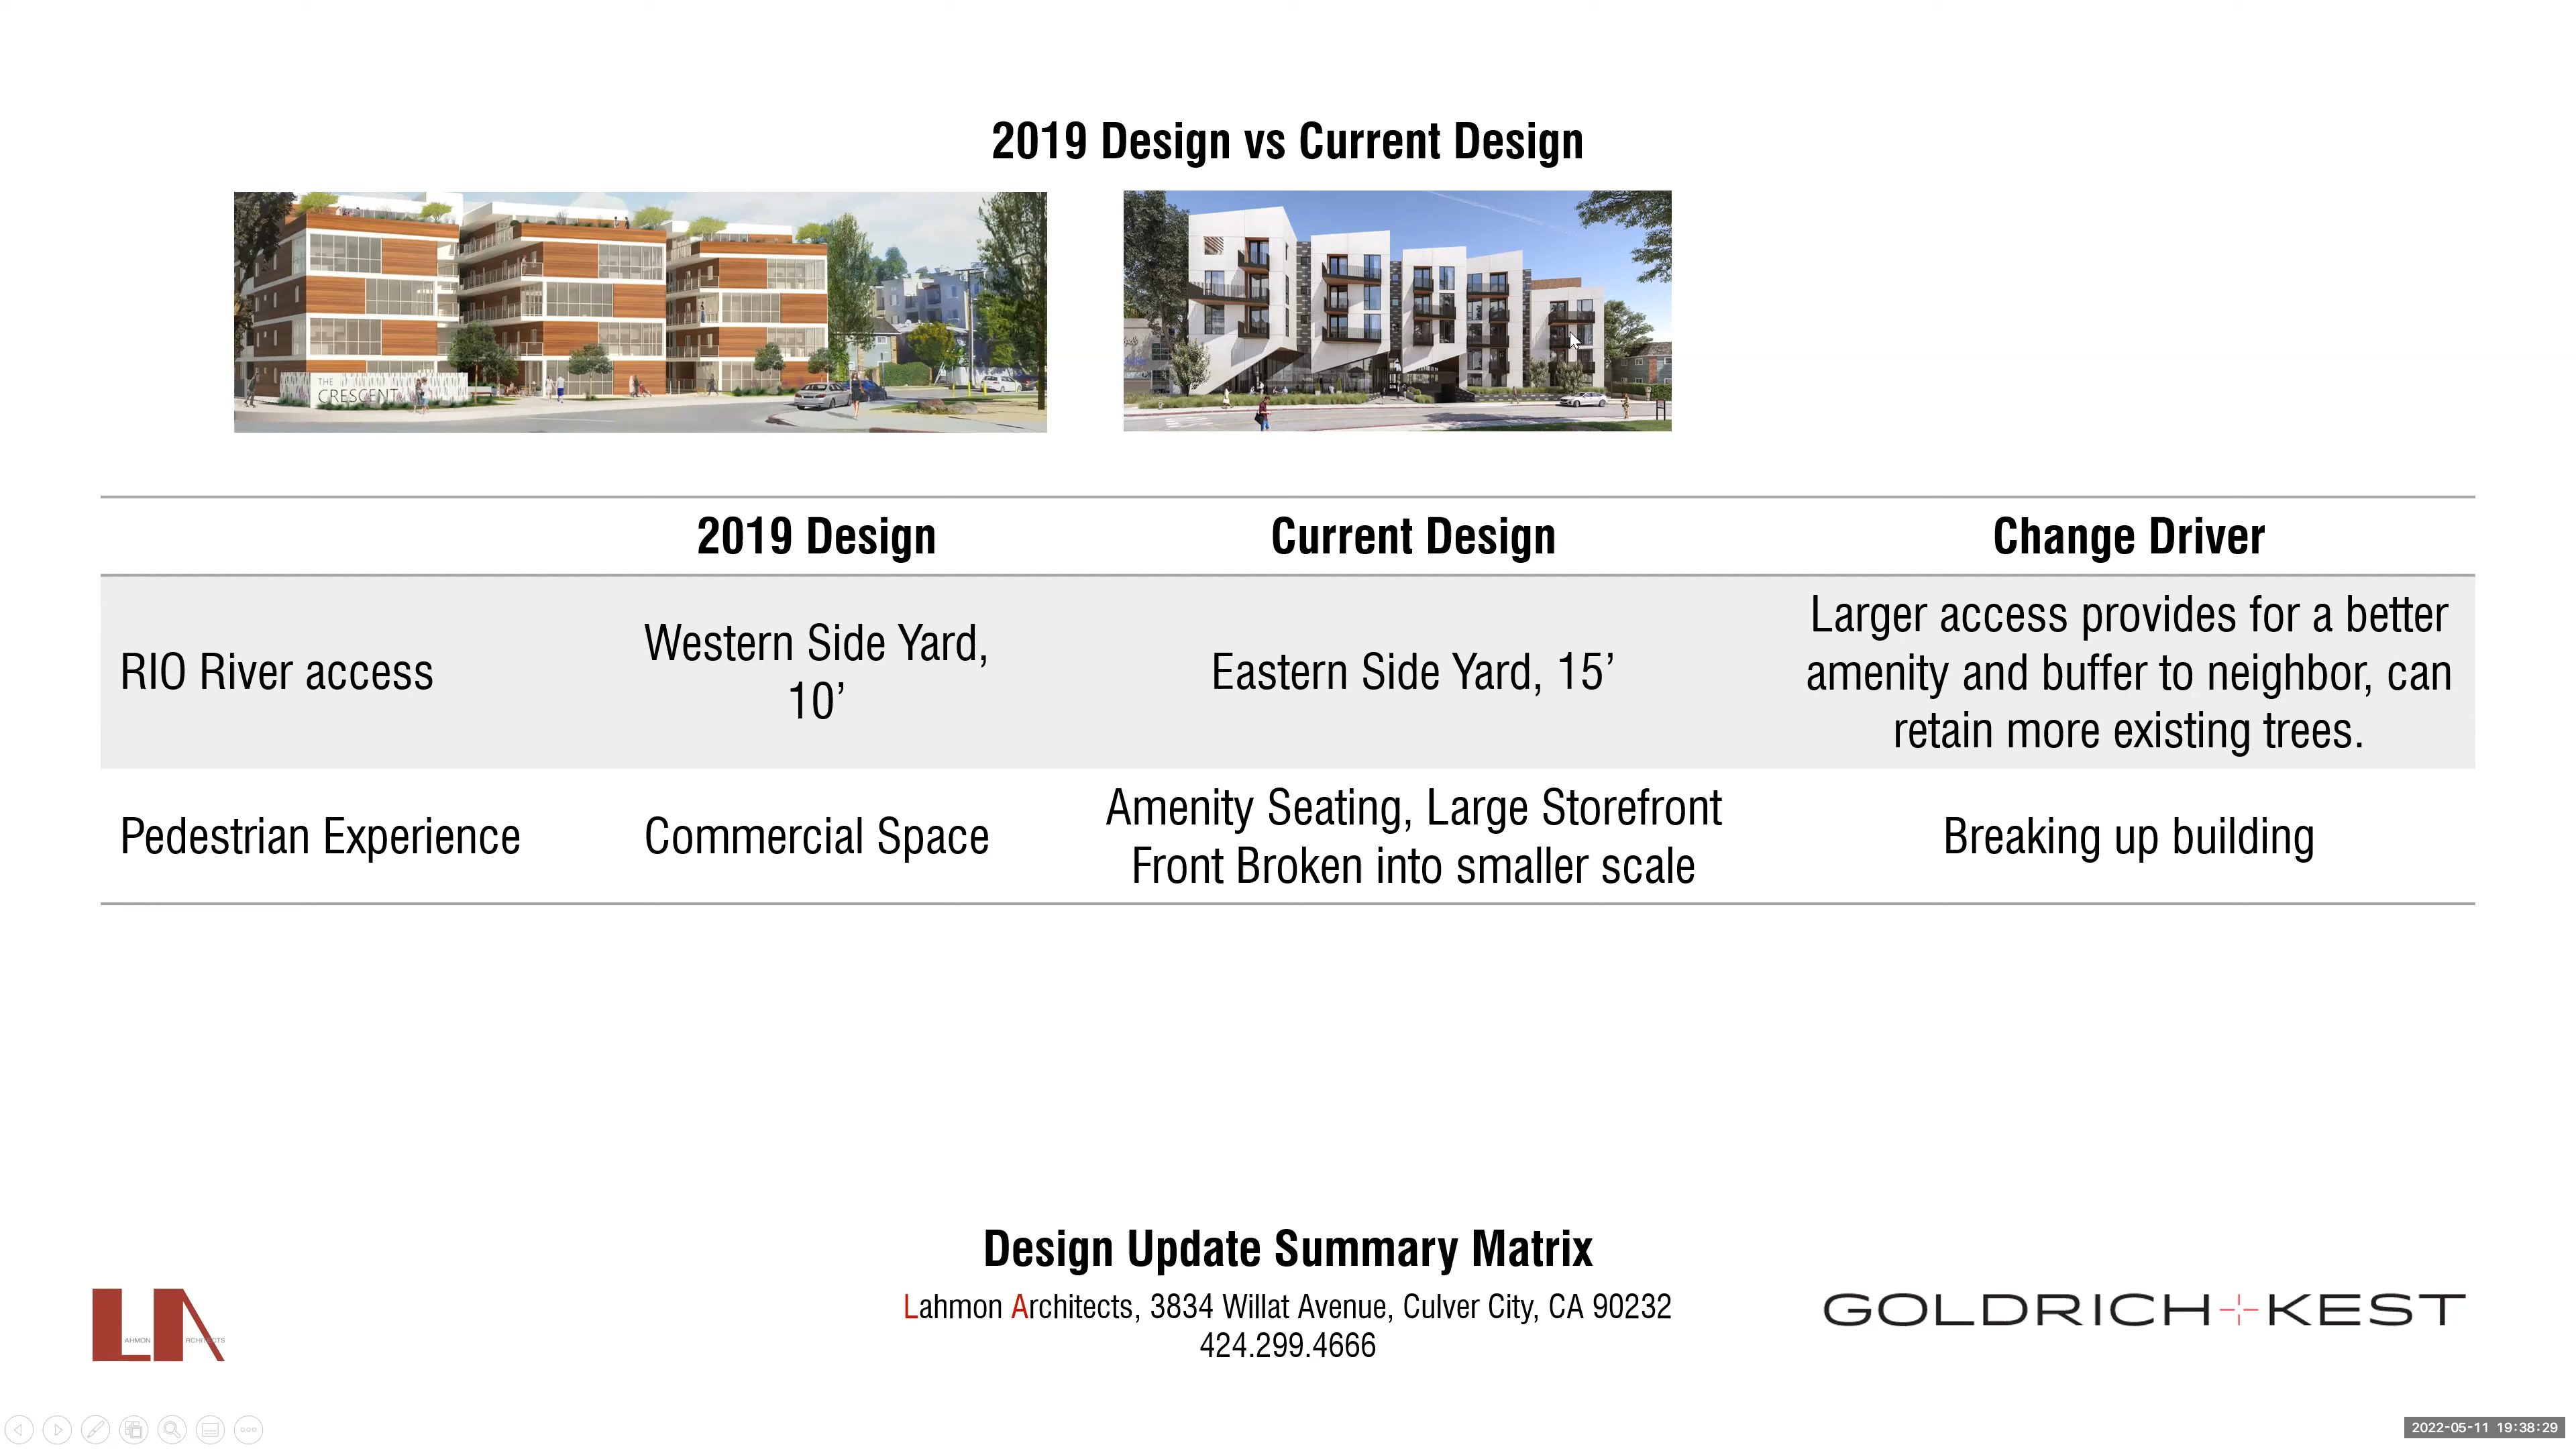 2019 Design vs Current Design
THE
CRESCENT
2019 Design
Current Design
Change Driver
RIO River access
Western Side Yard,
10’
Eastern Side Yard, 15’
Larger access provides for a better
amenity and buffer to neighbor, can
retain more existing trees.
Pedestrian Experience
Commercial Space
Amenity Seating, Large Storefront
Front Broken into smaller scale
Breaking up building
Design Update Summary Matrix
Lahmon Architects, 3834 Willat Avenue, Culver City, CA 90232
424.299.4666
LAHMON ARCHITECTS
GOLDRICH+KEST
2022-05-11 19:38:29